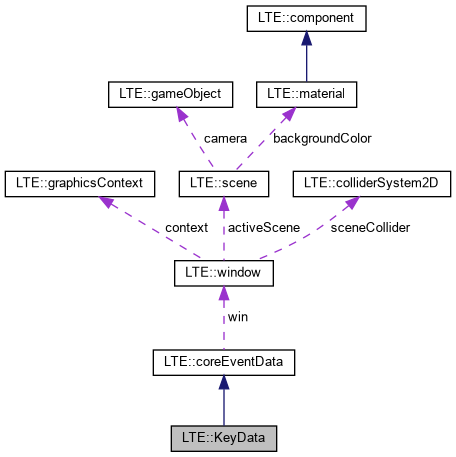 LTE::component
LTE::gameObject
LTE::material
camera
backgroundColor
LTE::graphicsContext
LTE::scene
LTE::colliderSystem2D
context
activeScene
sceneCollider
LTE::window
win
LTE::coreEventData
LTE::KeyData